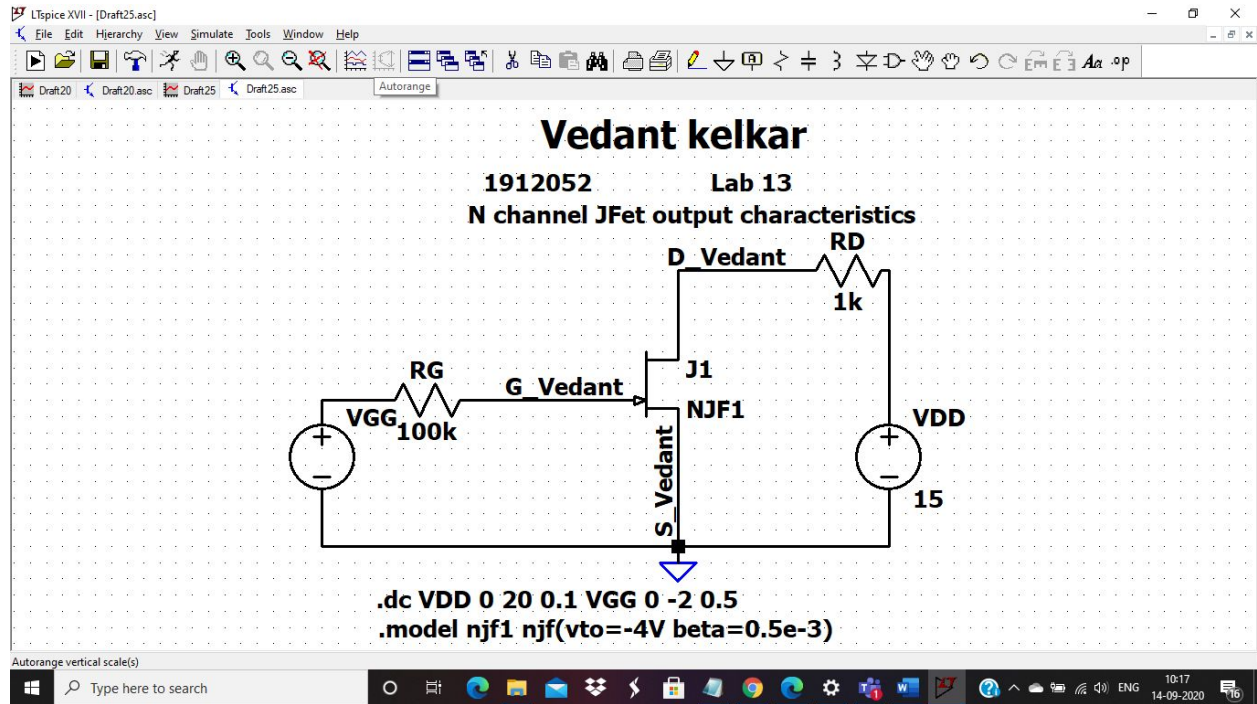 LTspice XVII - [Draft25.asc]
File Edit Hierarchy View Simulate Tools Window Help
Aa .op
Draft20 Draft20.asc Draft25 Draft25.asc
Autorange
Vedant kelkar
1912052 Lab 13
N channel JFet output characteristics
D_Vedant RD
1k
RG
G_Vedant
J1
NJF1
VGG
100k
VDD
S_Vedant
15
.dc VDD 0 20 0.1 VGG 0 -2 0.5
.model njf1 njf(vto=-4V beta=0.5e-3)
Autorange vertical scale(s)
Type here to search
ENG
10:17
14-09-2020
16